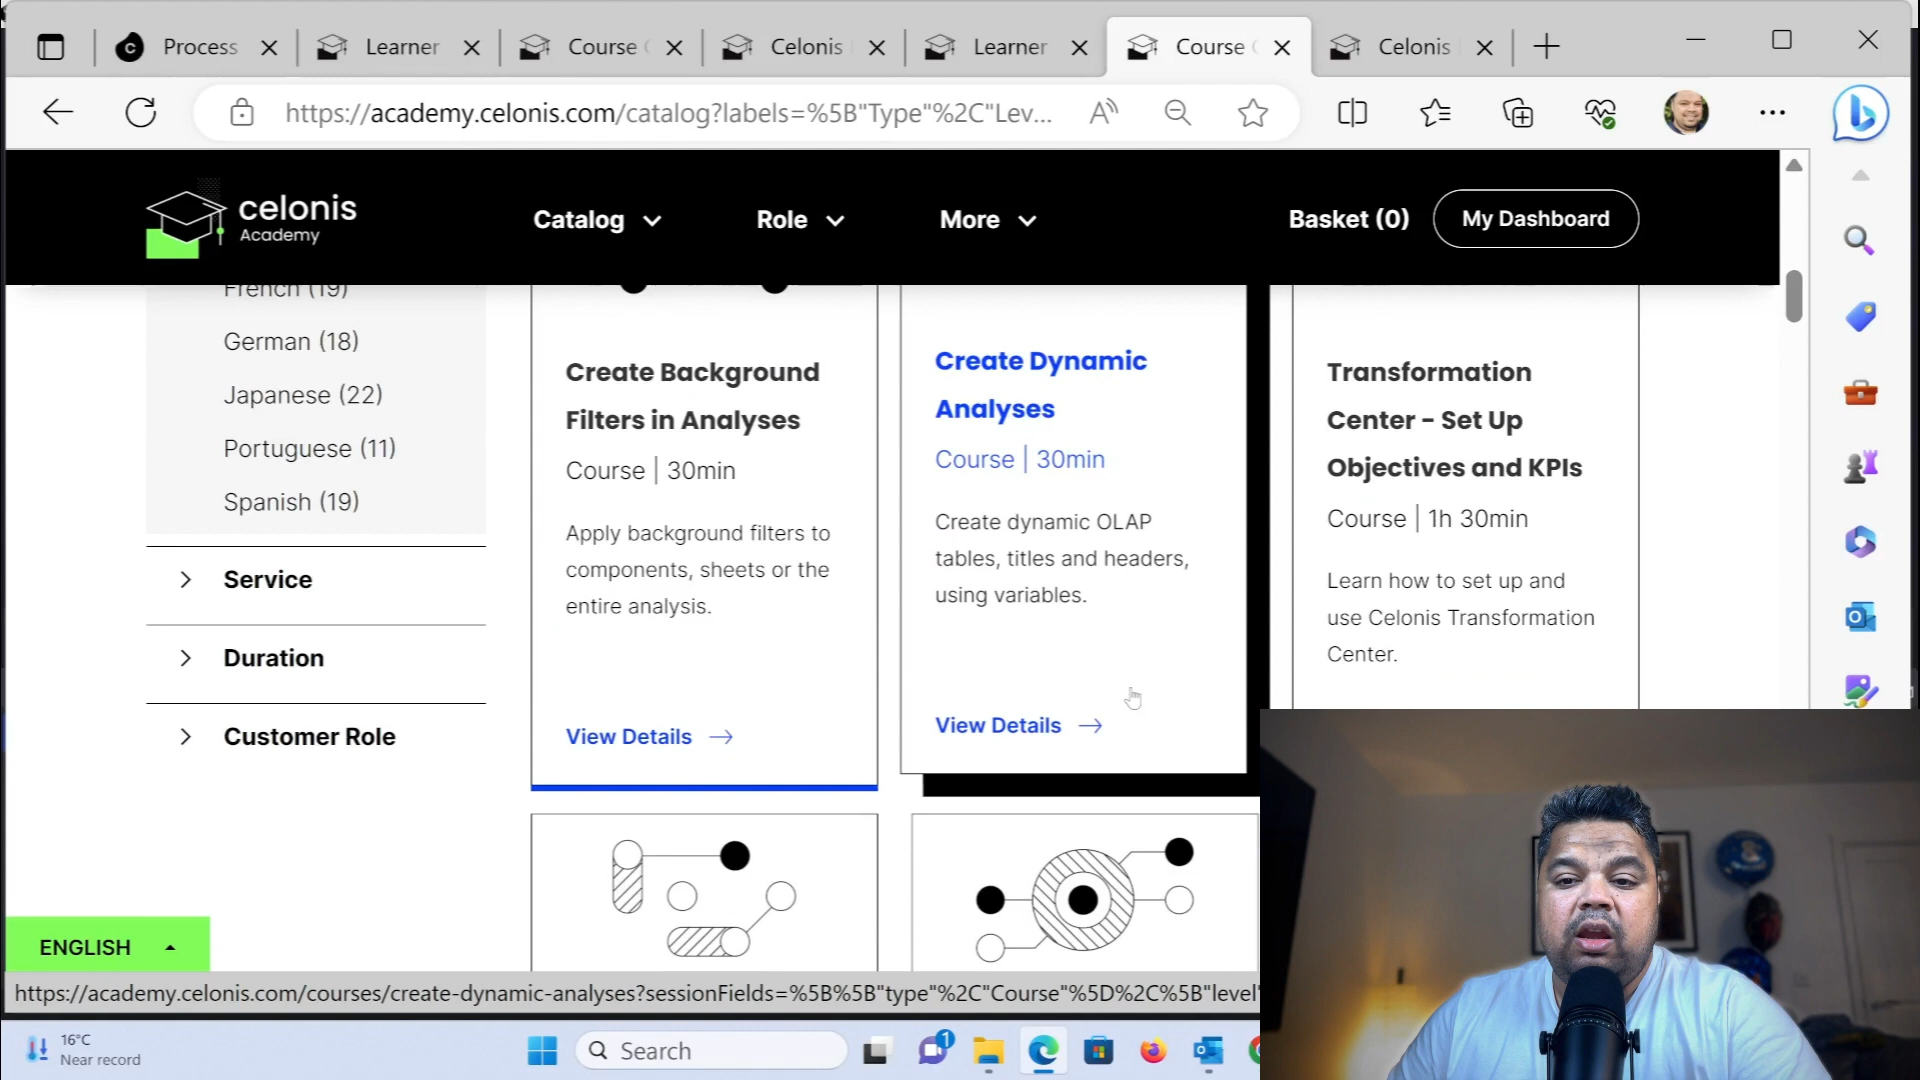 Process
Learner
Course
Celonis
Learner
Course
Celonis
https://academy.celonis.com/catalog?labels=%5B"Type"%2C"Lev...
celonis
Academy
Catalog
Role
More
Basket (0)
My Dashboard
French (19)
German (18)
Japanese (22)
Portuguese (11)
Spanish (19)
Service
Duration
Customer Role
Create Background
Filters in Analyses
Course | 30min
Apply background filters to
components, sheets or the
entire analysis.
View Details
Create Dynamic
Analyses
Course | 30min
Create dynamic OLAP
tables, titles and headers,
using variables.
View Details
Transformation
Center - Set Up
Objectives and KPIs
Course | 1h 30min
Learn how to set up and
use Celonis Transformation
Center.
ENGLISH
https://academy.celonis.com/courses/create-dynamic-analyses?sessionFields=%5B%5B"type"%2C"Course"%5D%2C%5B"level"
16°C
Near record
Search
1